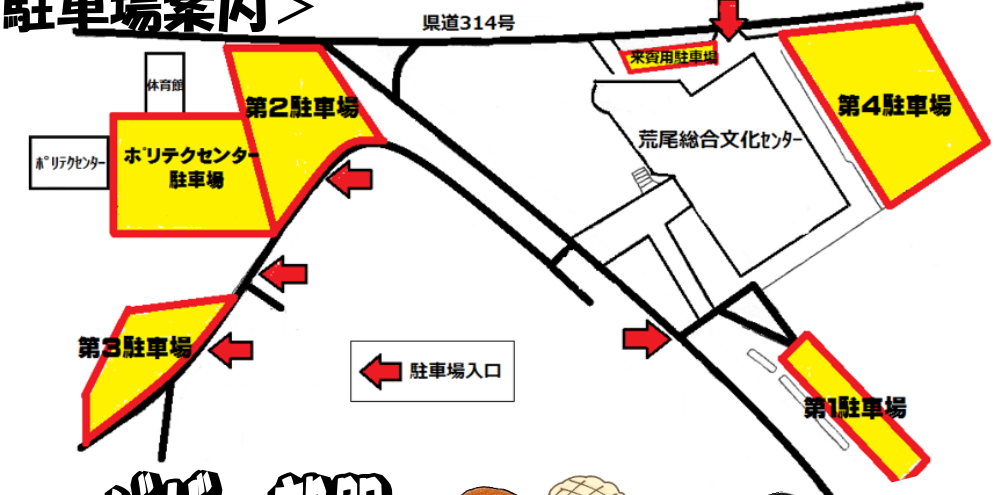 駐車場案内>
県道314号
来賓用駐車場
体育館
第2駐車場
第4駐車場
荒尾総合文化センター
ポリテクセンター
ポリテクセンター
駐車場
第3駐車場
駐車場入口
第1駐車場